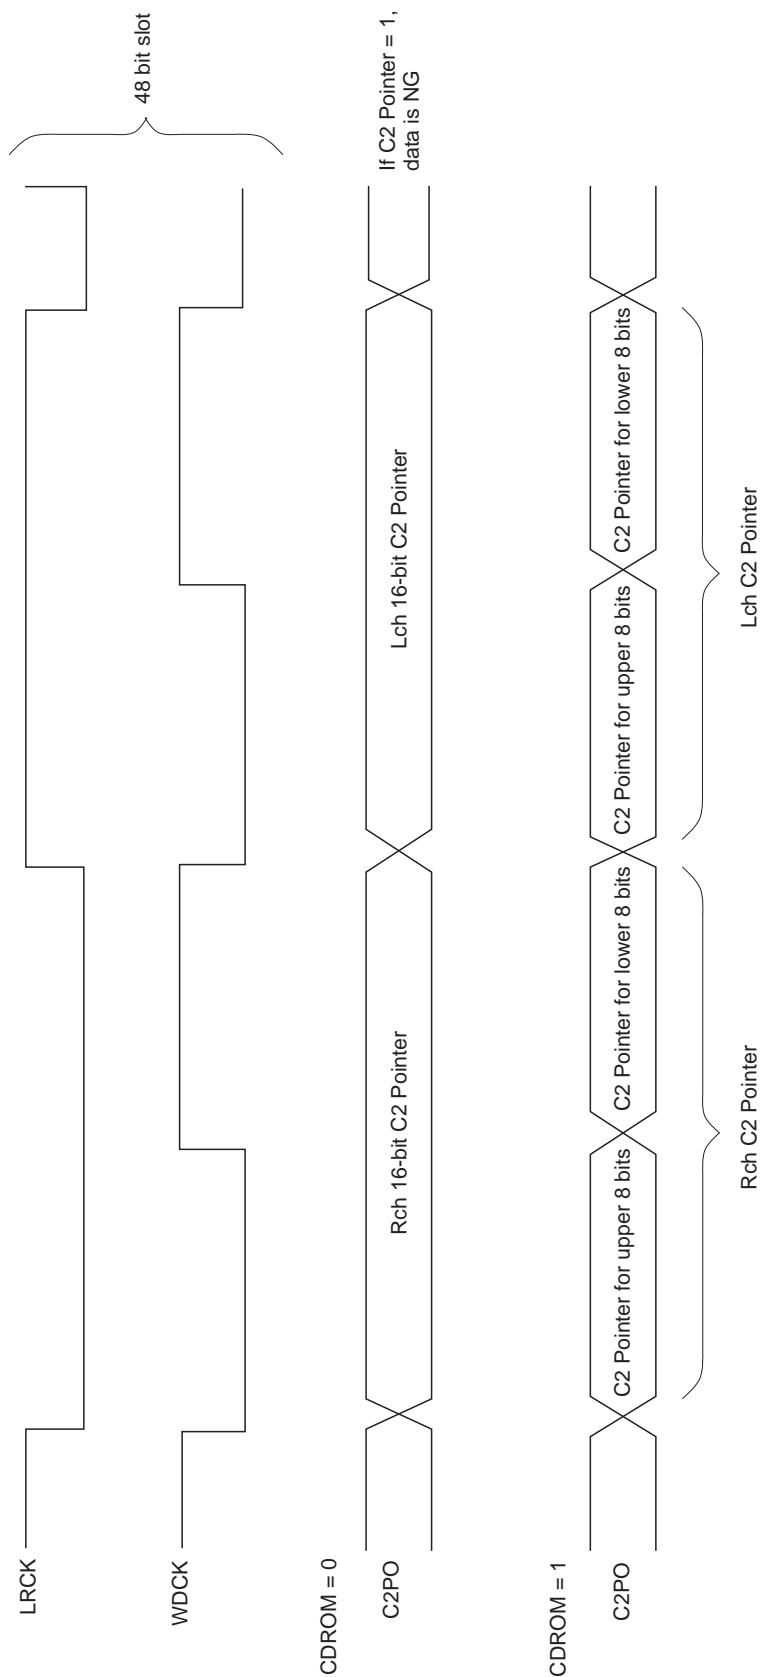 LRCK
48 bit slot
WDCK
CDROM = 0
C2PO
Rch 16-bit C2 Pointer
Lch 16-bit C2 Pointer
If C2 Pointer = 1,
data is NG
CDROM = 1
C2PO
C2 Pointer for upper 8 bits
C2 Pointer for lower 8 bits
C2 Pointer for upper 8 bits
C2 Pointer for lower 8 bits
Rch C2 Pointer
Lch C2 Pointer